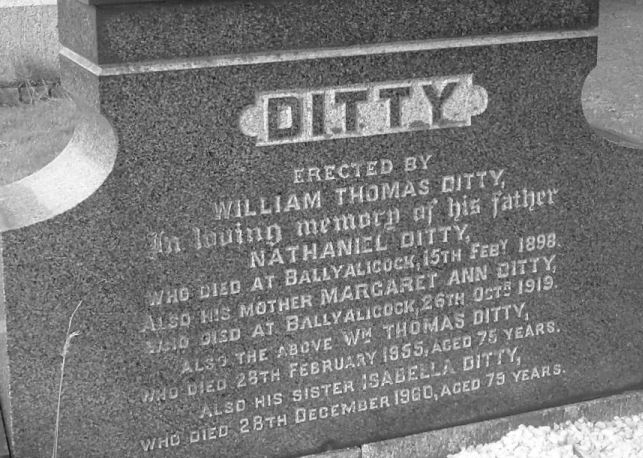 DITTY
ERECTED BY
WILLIAM THOMAS DITTY,
In loving memory of his father
NATHANIEL DITTY,
WHO DIED AT BALLYALICOCK, 15TH FEBY 1898.
ALSO HIS MOTHER MARGARET ANN DITTY,
WHO DIED AT BALLYALICOCK, 26TH OCTR 1919.
ALSO THE ABOVE WM THOMAS DITTY,
WHO DIED 28TH FEBRUARY 1955, AGED 75 YEARS.
ALSO HIS SISTER ISABELLA DITTY,
WHO DIED 28TH DECEMBER 1960, AGED 79 YEARS.